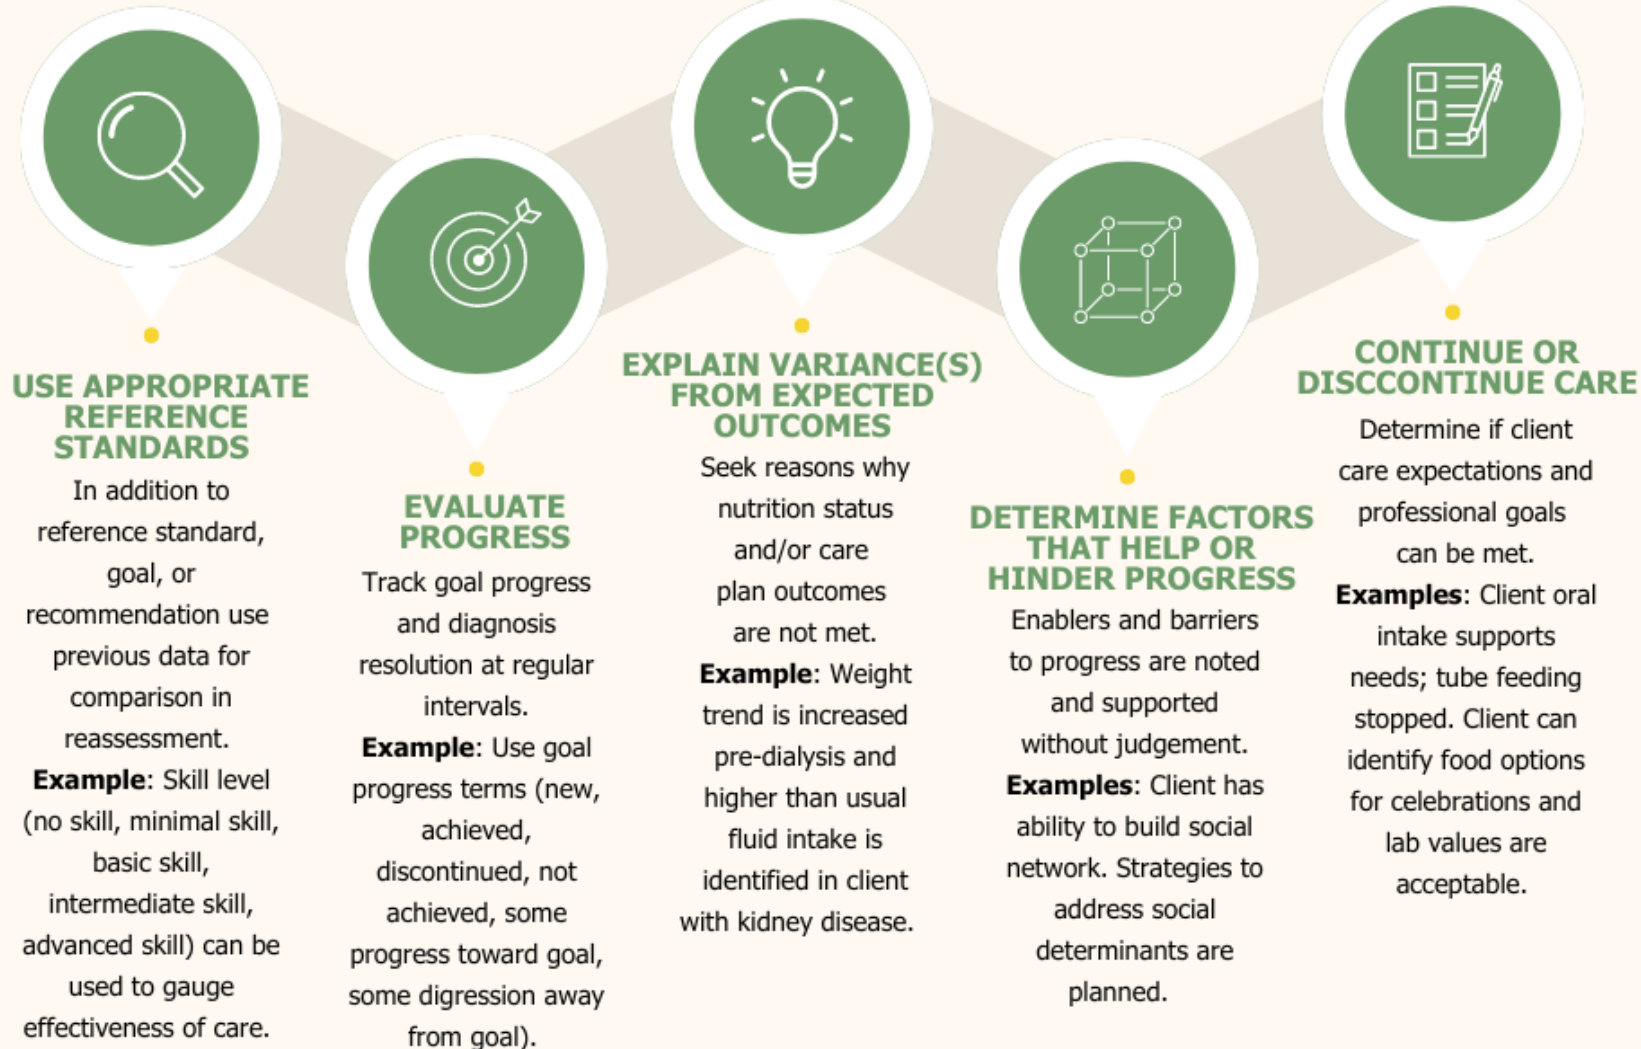 USE APPROPRIATE
REFERENCE
STANDARDS
In addition to
reference standard,
goal, or
recommendation use
previous data for
comparison in
reassessment.
Example: Skill level
(no skill, minimal skill,
basic skill,
intermediate skill,
advanced skill) can be
used to gauge
effectiveness of care.
EVALUATE
PROGRESS
Track goal progress
and diagnosis
resolution at regular
intervals.
Example: Use goal
progress terms (new,
achieved,
discontinued, not
achieved, some
progress toward goal,
some digression away
from goal).
EXPLAIN VARIANCE(S)
FROM EXPECTED
OUTCOMES
Seek reasons why
nutrition status
and/or care
plan outcomes
are not met.
Example: Weight
trend is increased
pre-dialysis and
higher than usual
fluid intake is
identified in client
with kidney disease.
DETERMINE FACTORS
THAT HELP OR
HINDER PROGRESS
Enablers and barriers
to progress are noted
and supported
without judgement.
Examples: Client has
ability to build social
network. Strategies to
address social
determinants are
planned.
CONTINUE OR
DISCCONTINUE CARE
Determine if client
care expectations and
professional goals
can be met.
Examples: Client oral
intake supports
needs; tube feeding
stopped. Client can
identify food options
for celebrations and
lab values are
acceptable.